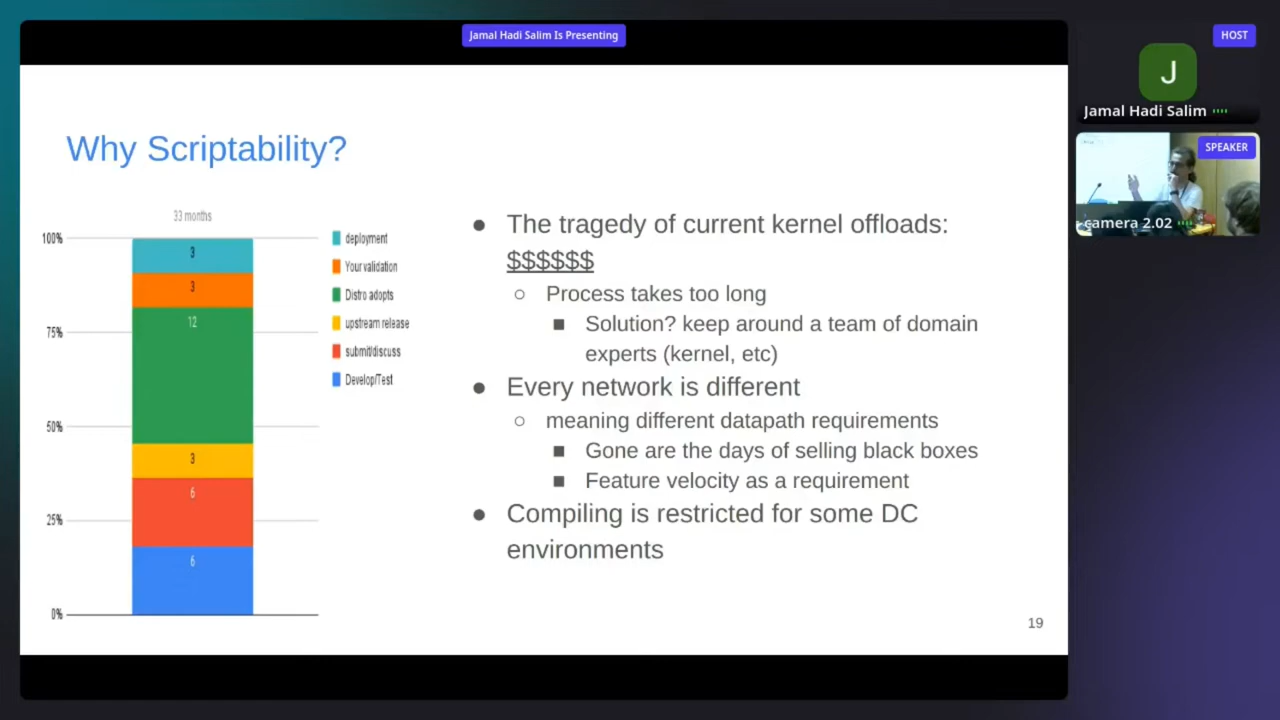 Jamal Hadi Salim Is Presenting
HOST
J
Jamal Hadi Salim
SPEAKER
camera 2.02
Why Scriptability?
33 months
100%
75%
50%
25%
0%
3
3
12
3
6
6
deployment
Your validation
Distro adopts
upstream release
submit/discuss
Develop/Test
● The tragedy of current kernel offloads:
$$$$$$
○ Process takes too long
■ Solution? keep around a team of domain
experts (kernel, etc)
● Every network is different
○ meaning different datapath requirements
■ Gone are the days of selling black boxes
■ Feature velocity as a requirement
● Compiling is restricted for some DC
environments
19